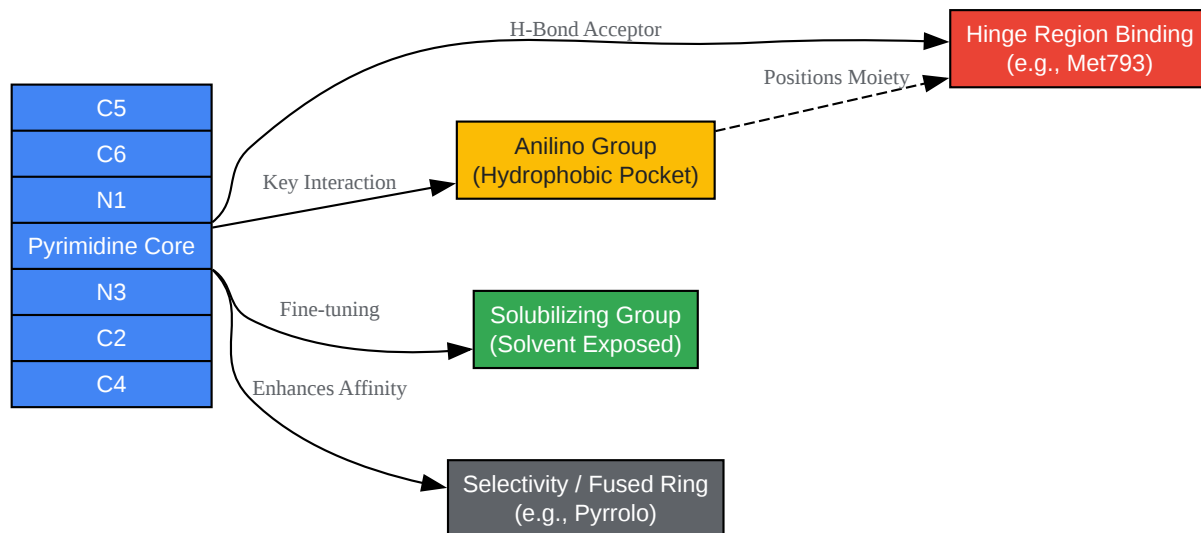 H-Bond Acceptor
Hinge Region Binding
(e.g., Met793)
Positions Moiety
C5
C6
N1
Pyrimidine Core
N3
C2
C4
Key Interaction
Anilino Group
(Hydrophobic Pocket)
Fine-tuning
Solubilizing Group
(Solvent Exposed)
Enhances Affinity
Selectivity / Fused Ring
(e.g., Pyrrolo)